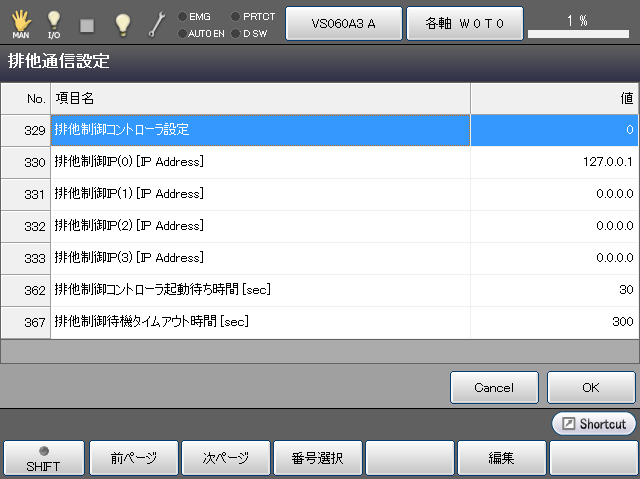 MAN
I/O
EMG
AUTO EN
PRTCT
D SW
VS060A3 A
各軸 W0T0
1 %
排他通信設定
No. 項目名 値
329 排他制御コントローラ設定 0
330 排他制御IP(0) [IP Address] 127.0.0.1
331 排他制御IP(1) [IP Address] 0.0.0.0
332 排他制御IP(2) [IP Address] 0.0.0.0
333 排他制御IP(3) [IP Address] 0.0.0.0
362 排他制御コントローラ起動待ち時間 [sec] 30
367 排他制御待機タイムアウト時間 [sec] 300
Cancel OK
Shortcut
SHIFT 前ページ 次ページ 番号選択 編集